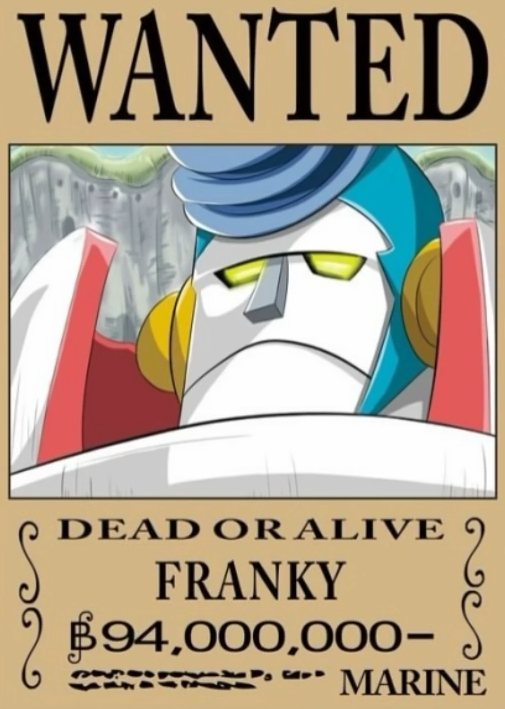 WANTED
DEAD OR ALIVE
FRANKY
฿94,000,000-
MARINE